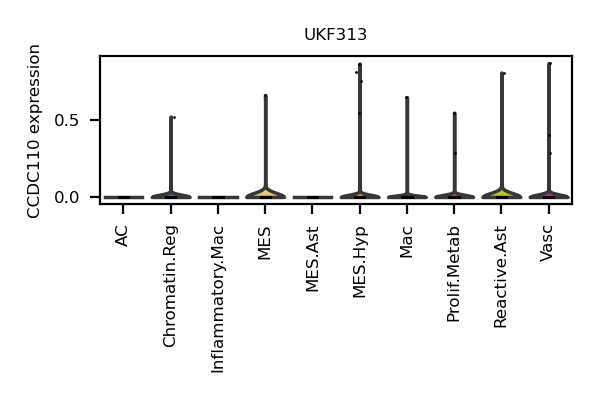 UKF313
CCDC110 expression
0.5
0.0
AC
Chromatin.Reg
Inflammatory.Mac
MES
MES.Ast
MES.Hyp
Mac
Prolif.Metab
Reactive.Ast
Vasc